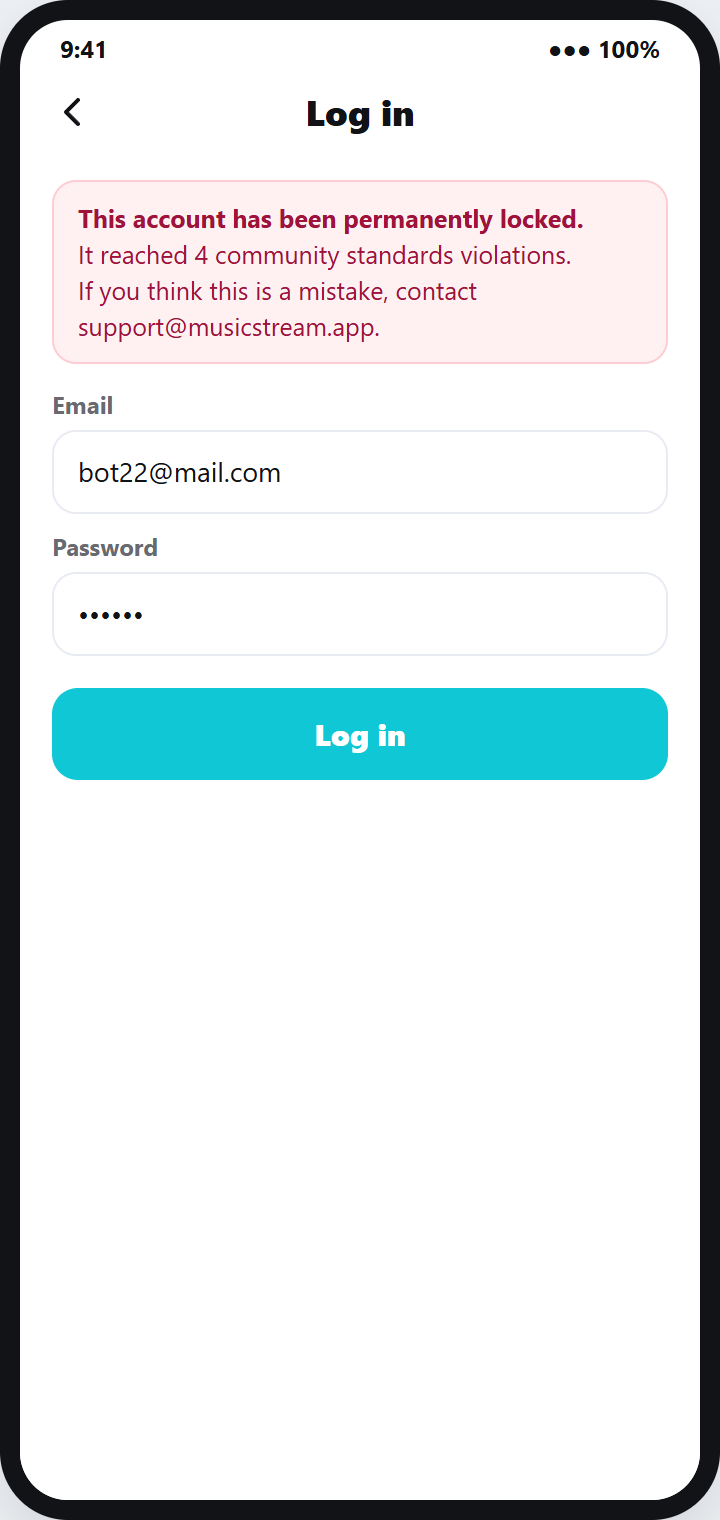 9:41
●●● 100%
Log in
This account has been permanently locked.
It reached 4 community standards violations.
If you think this is a mistake, contact
support@musicstream.app.
Email
bot22@mail.com
Password
••••••
Log in